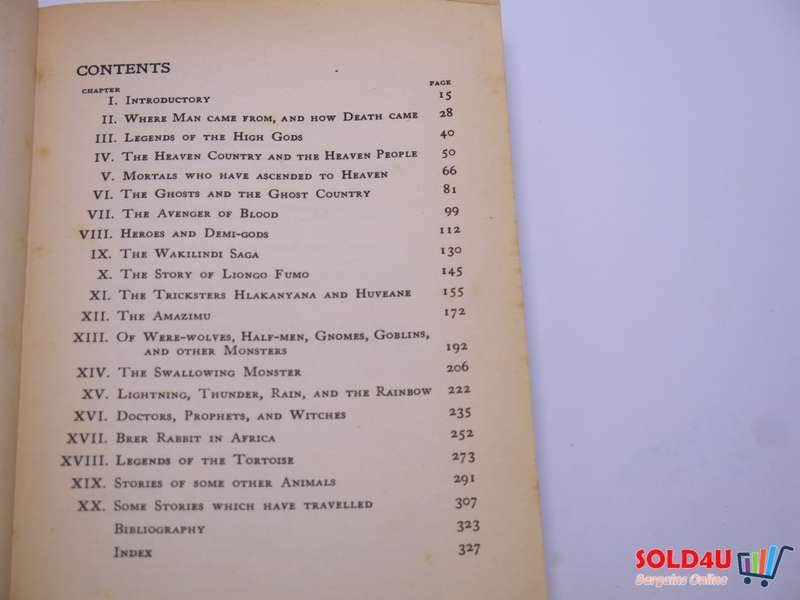 CONTENTS
CHAPTER PAGE
I. Introductory 15
II. Where Man came from, and how Death came 28
III. Legends of the High Gods 40
IV. The Heaven Country and the Heaven People 50
V. Mortals who have ascended to Heaven 66
VI. The Ghosts and the Ghost Country 81
VII. The Avenger of Blood 99
VIII. Heroes and Demi-gods 112
IX. The Wakilindi Saga 130
X. The Story of Liongo Fumo 145
XI. The Tricksters Hlakanyana and Huveane 155
XII. The Amazimu 172
XIII. Of Were-wolves, Half-men, Gnomes, Goblins,
and other Monsters 192
XIV. The Swallowing Monster 206
XV. Lightning, Thunder, Rain, and the Rainbow 222
XVI. Doctors, Prophets, and Witches 235
XVII. Brer Rabbit in Africa 252
XVIII. Legends of the Tortoise 273
XIX. Stories of some other Animals 291
XX. Some Stories which have travelled 307
Bibliography 323
Index 327
SOLD4U
Bargains Online